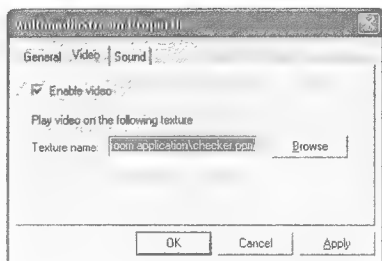 General Video Sound
Enable video
Play video on the following texture
Texture name: room application\checker.ppm Browse
OK Cancel Apply